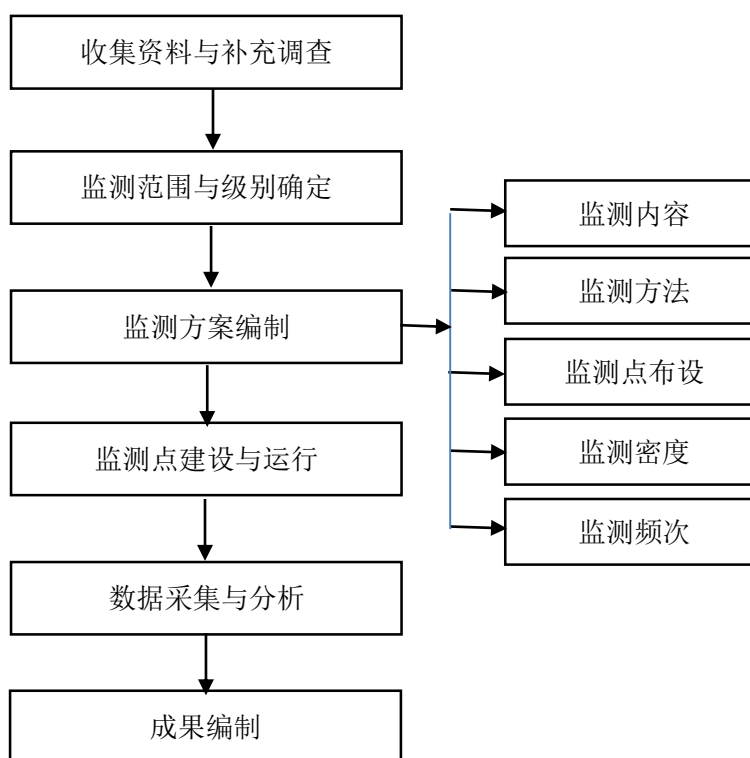 收集资料与补充调查
监测范围与级别确定
监测方案编制
监测点建设与运行
数据采集与分析
成果编制
监测内容
监测方法
监测点布设
监测密度
监测频次